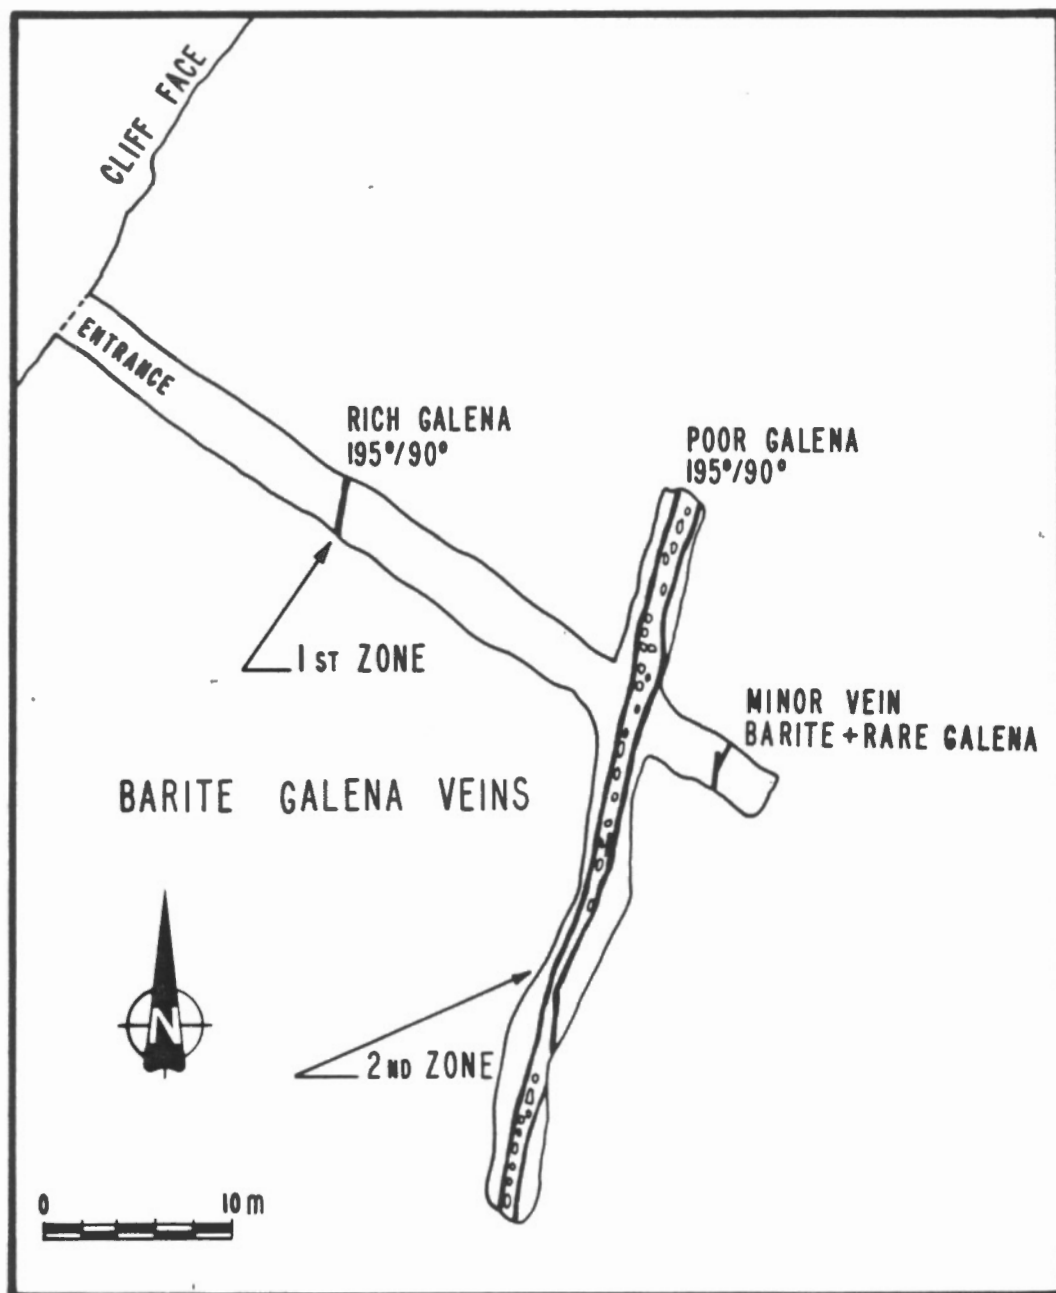 CLIFF FACE
ENTRANCE
RICH GALENA
195°/90°
POOR GALENA
195°/90°
1ST ZONE
MINOR VEIN
BARITE + RARE GALENA
BARITE GALENA VEINS
N
2ND ZONE
0 10 m